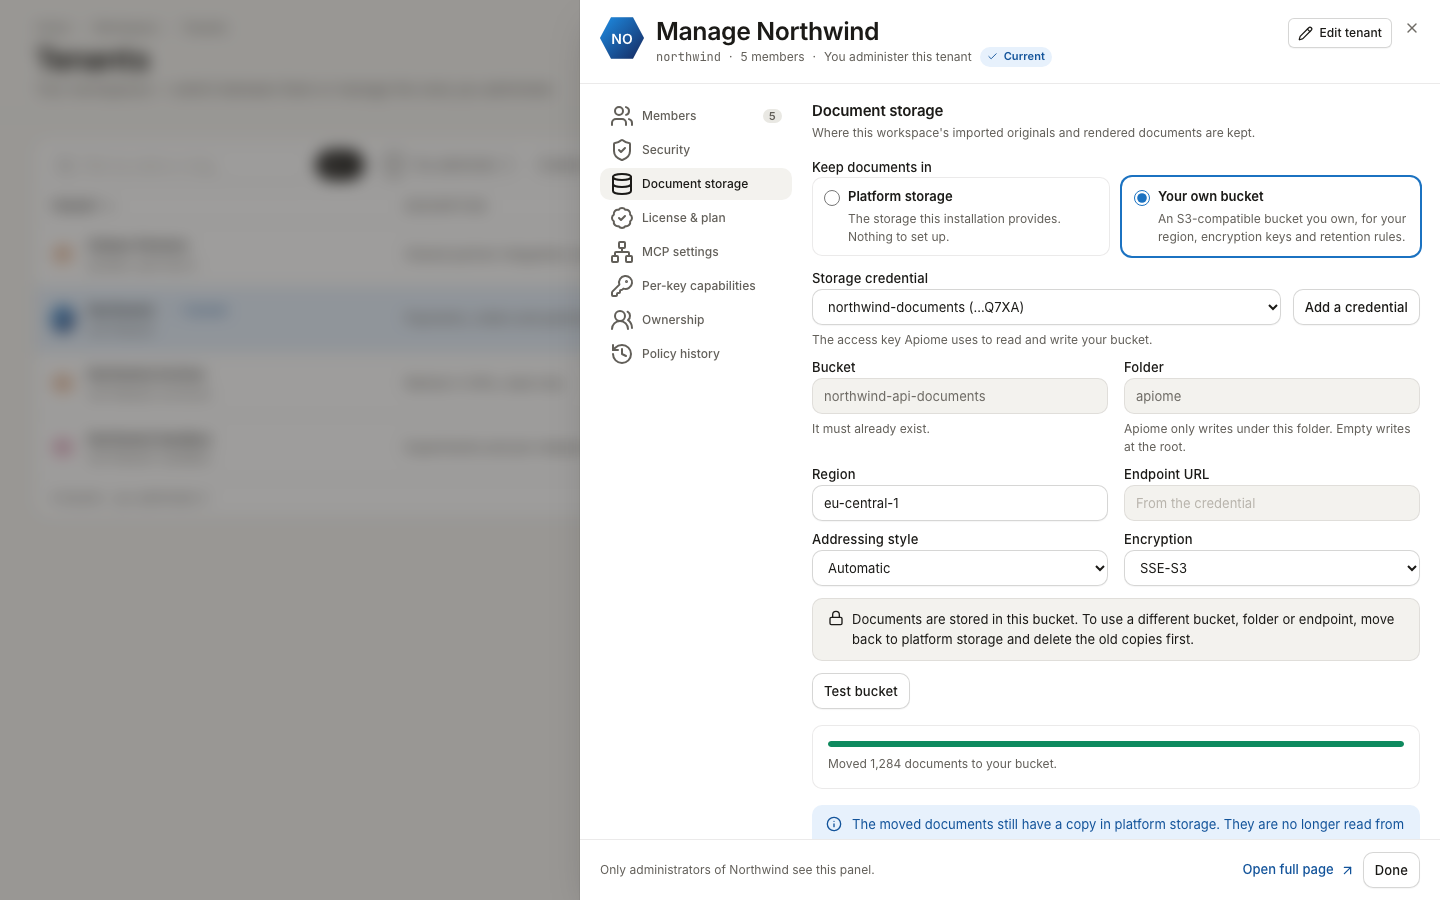 Tenants
NO
Manage Northwind
northwind · 5 members · You administer this tenant
Current
Edit tenant
Members
5
Security
Document storage
License & plan
MCP settings
Per-key capabilities
Ownership
Policy history
Document storage
Where this workspace's imported originals and rendered documents are kept.
Keep documents in
Platform storage
The storage this installation provides.
Nothing to set up.
Your own bucket
An S3-compatible bucket you own, for your
region, encryption keys and retention rules.
Storage credential
northwind-documents (...Q7XA)
Add a credential
The access key Apiome uses to read and write your bucket.
Bucket
northwind-api-documents
It must already exist.
Folder
apiome
Apiome only writes under this folder. Empty writes
at the root.
Region
eu-central-1
Endpoint URL
From the credential
Addressing style
Automatic
Encryption
SSE-S3
Documents are stored in this bucket. To use a different bucket, folder or endpoint, move
back to platform storage and delete the old copies first.
Test bucket
Moved 1,284 documents to your bucket.
The moved documents still have a copy in platform storage. They are no longer read from
Only administrators of Northwind see this panel.
Open full page
Done